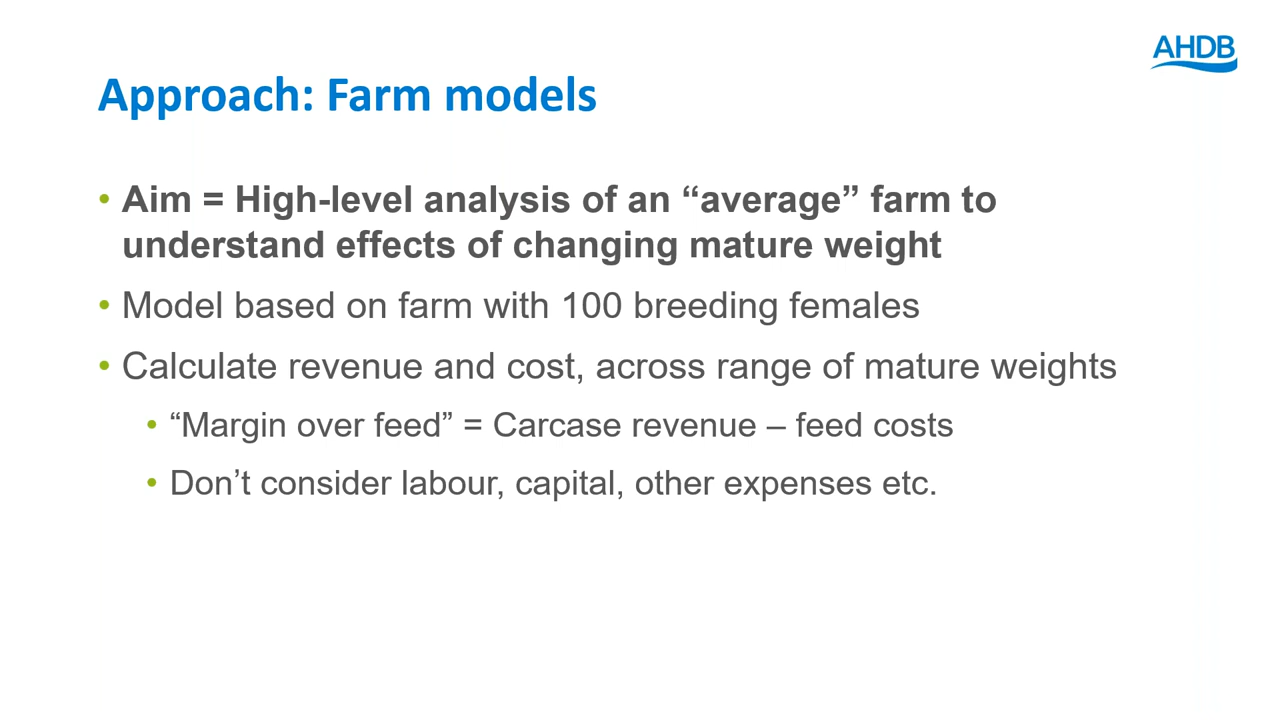 AHDB
Approach: Farm models
• Aim = High-level analysis of an “average” farm to
understand effects of changing mature weight
• Model based on farm with 100 breeding females
• Calculate revenue and cost, across range of mature weights
• “Margin over feed” = Carcase revenue – feed costs
• Don’t consider labour, capital, other expenses etc.